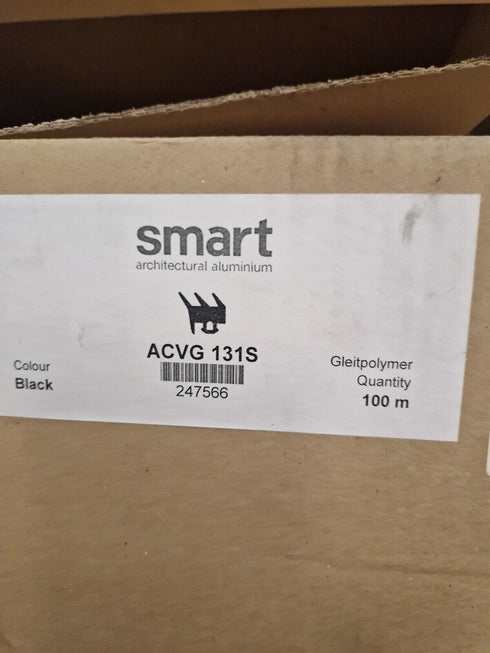 smart
architectural aluminium
ACVG 131S
247566
Colour
Black
Gleitpolymer
Quantity
100 m